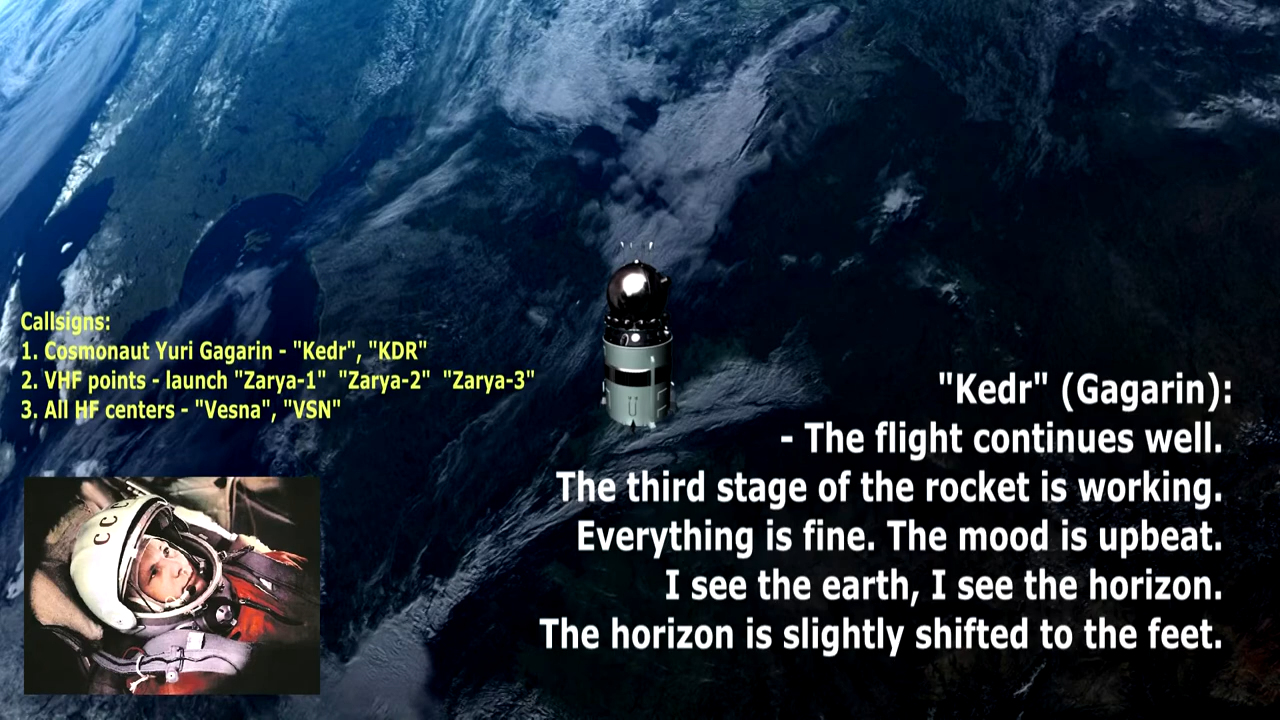 Callsigns:
1. Cosmonaut Yuri Gagarin - "Kedr", "KDR"
2. VHF points - launch "Zarya-1" "Zarya-2" "Zarya-3"
3. All HF centers - "Vesna", "VSN"
"Kedr" (Gagarin):
- The flight continues well.
The third stage of the rocket is working.
Everything is fine. The mood is upbeat.
I see the earth, I see the horizon.
The horizon is slightly shifted to the feet.